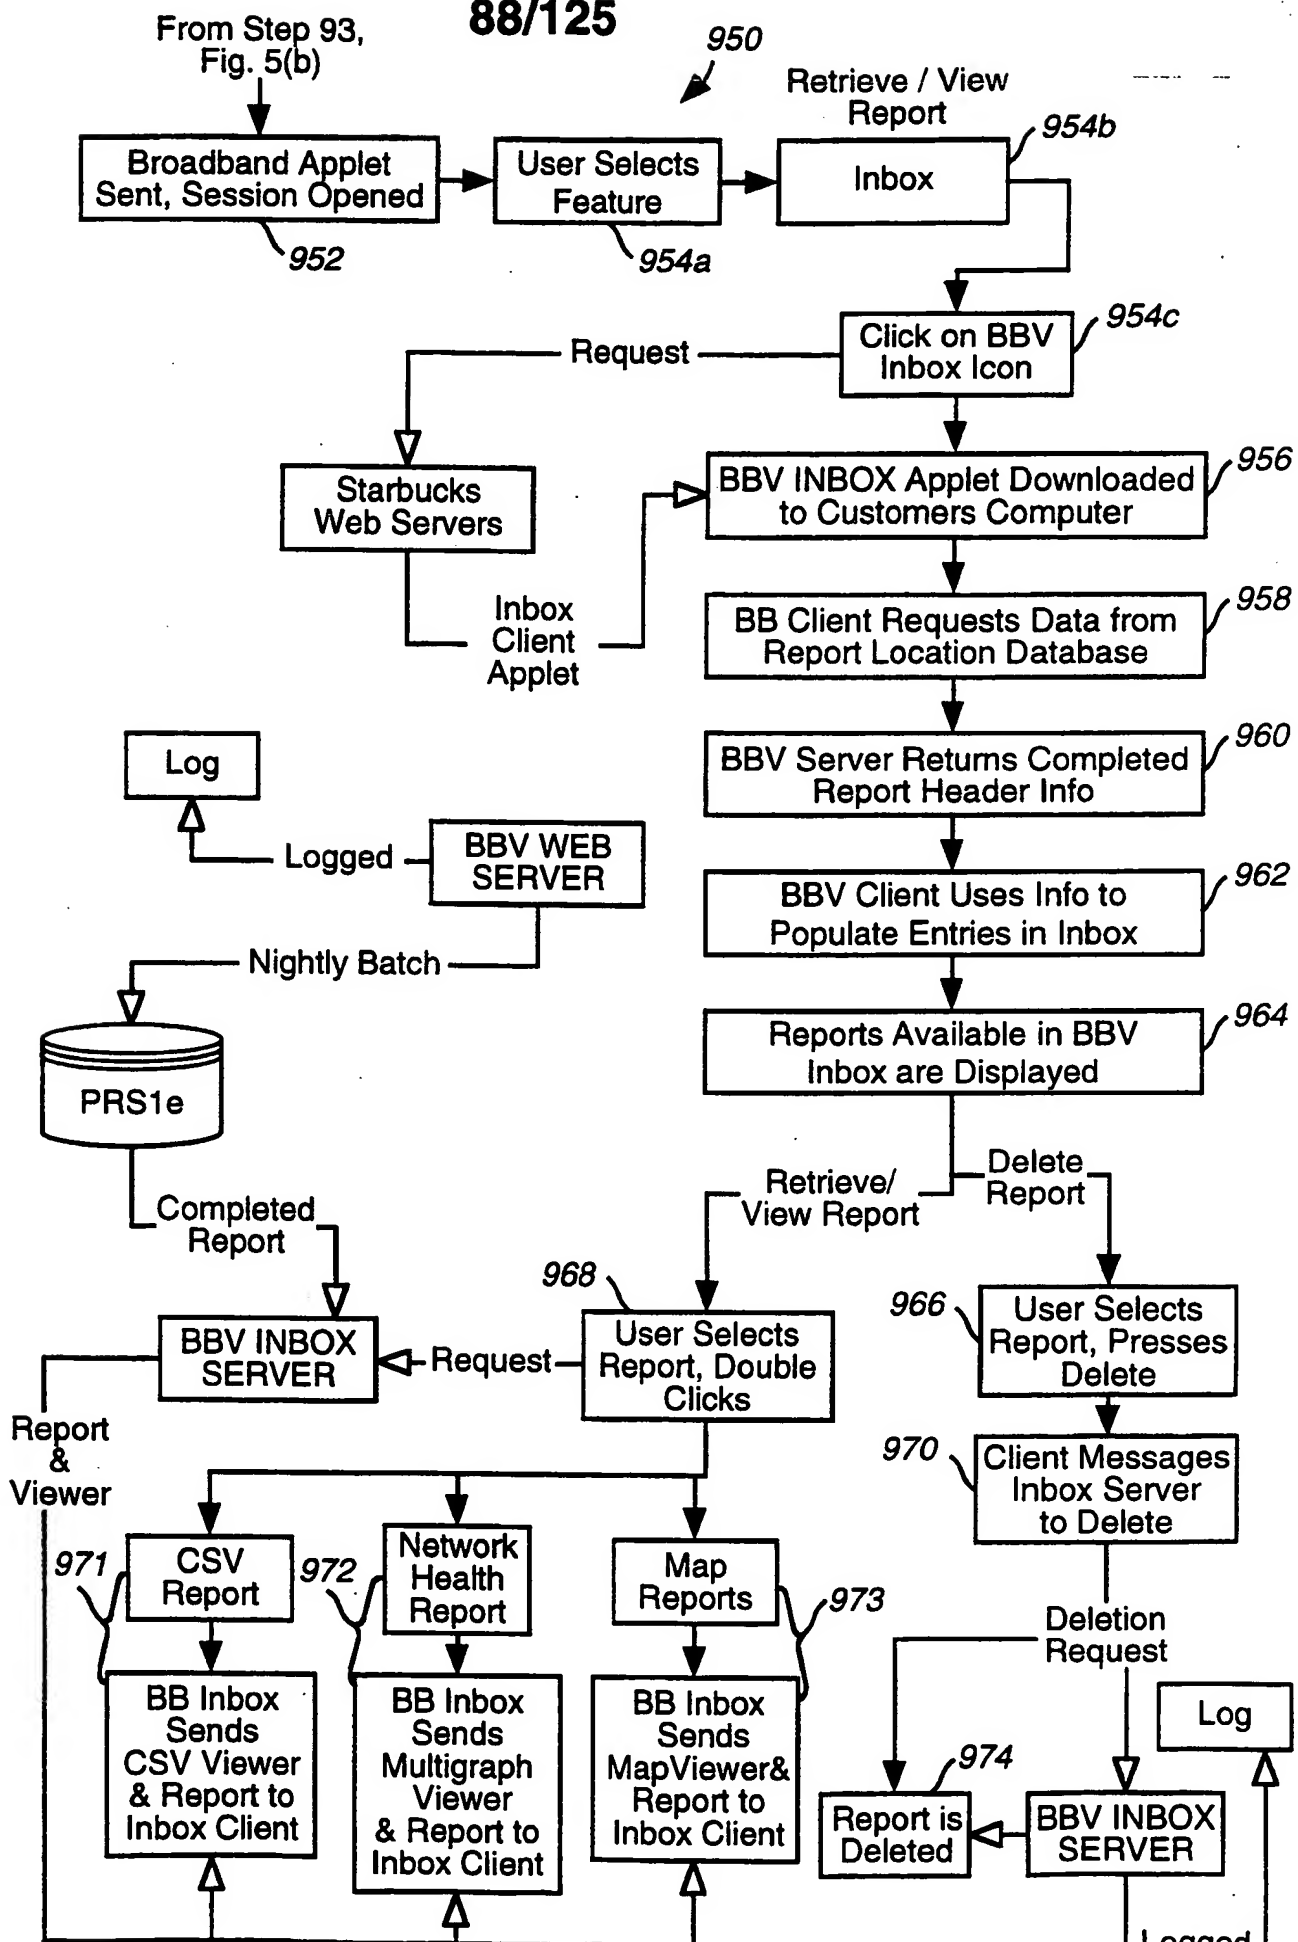 88/125
From Step 93,
Fig. 5(b)
950
Retrieve / View
Report
954b
Broadband Applet
Sent, Session Opened
952
User Selects
Feature
954a
Inbox
954c
Click on BBV
Inbox Icon
Request
Starbucks
Web Servers
956
BBV INBOX Applet Downloaded
to Customers Computer
Inbox
Client
Applet
958
BB Client Requests Data from
Report Location Database
960
BBV Server Returns Completed
Report Header Info
Log
Logged
BBV WEB
SERVER
962
BBV Client Uses Info to
Populate Entries in Inbox
Nightly Batch
964
Reports Available in BBV
Inbox are Displayed
PRS1e
Completed
Report
Retrieve/
View Report
Delete
Report
968
966
BBV INBOX
SERVER
Request
User Selects
Report, Double
Clicks
User Selects
Report, Presses
Delete
Report
&
Viewer
970
Client Messages
Inbox Server
to Delete
971
CSV
Report
972
Network
Health
Report
Map
Reports
973
Deletion
Request
BB Inbox
Sends
CSV Viewer
& Report to
Inbox Client
BB Inbox
Sends
Multigraph
Viewer
& Report to
Inbox Client
BB Inbox
Sends
MapViewer&
Report to
Inbox Client
Log
974
Report is
Deleted
BBV INBOX
SERVER
Logged